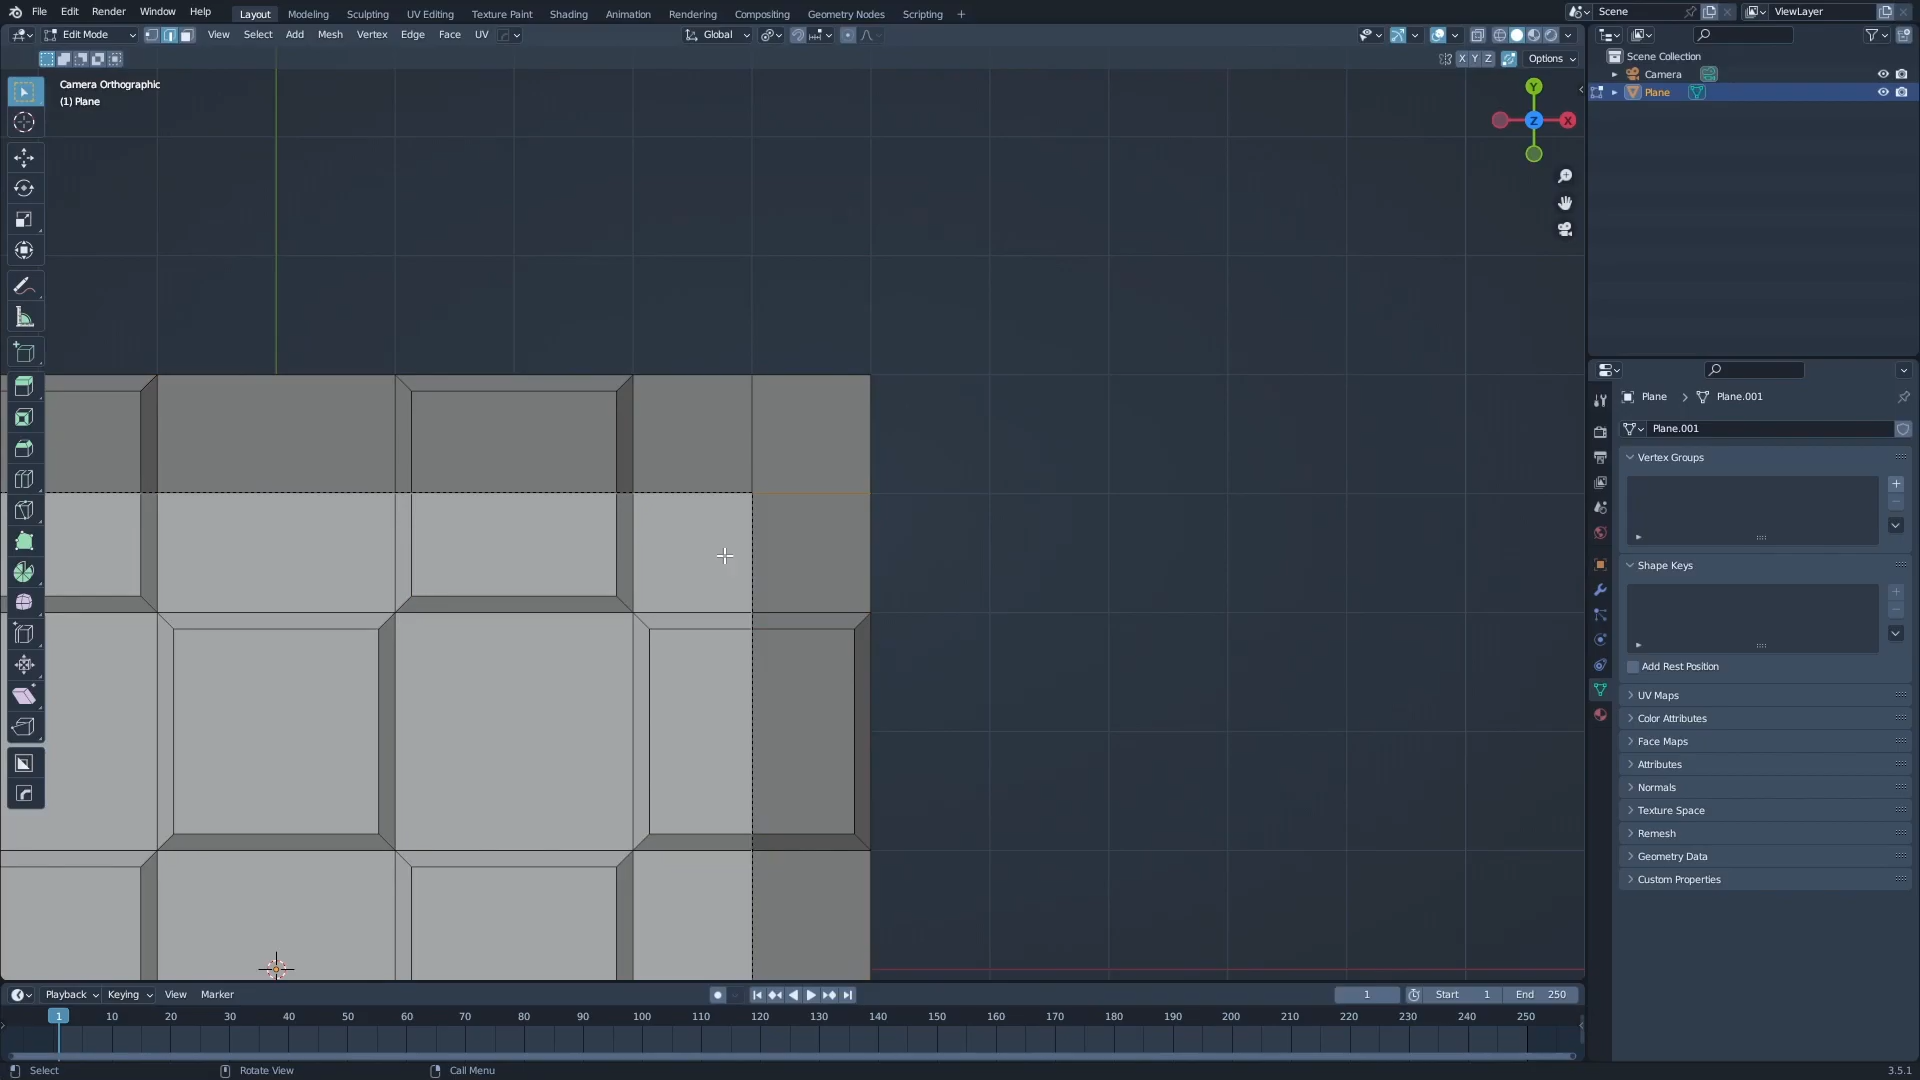 File Edit Render Window Help Layout Modeling Sculpting UV Editing Texture Paint Shading Animation Rendering Compositing Geometry Nodes Scripting + Scene ViewLayer
Edit Mode View Select Add Mesh Vertex Edge Face UV Global
X Y Z Options
Camera Orthographic
(1) Plane
Y
Z
X
Scene Collection
Camera
Plane
Plane > Plane.001
Plane.001
Vertex Groups
Shape Keys
Add Rest Position
UV Maps
Color Attributes
Face Maps
Attributes
Normals
Texture Space
Remesh
Geometry Data
Custom Properties
Playback Keying View Marker 1 Start 1 End 250
1 10 20 30 40 50 60 70 80 90 100 110 120 130 140 150 160 170 180 190 200 210 220 230 240 250
Select Rotate View Call Menu 3.5.1